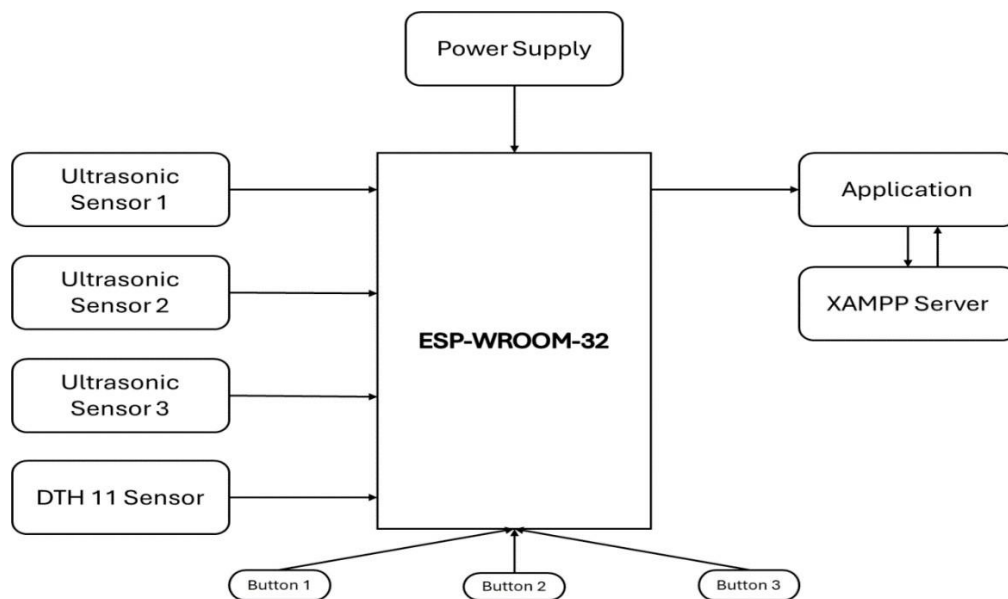 Power Supply
Ultrasonic
Sensor 1
Application
Ultrasonic
Sensor 2
XAMPP Server
ESP-WROOM-32
Ultrasonic
Sensor 3
DTH 11 Sensor
Button 1
Button 2
Button 3